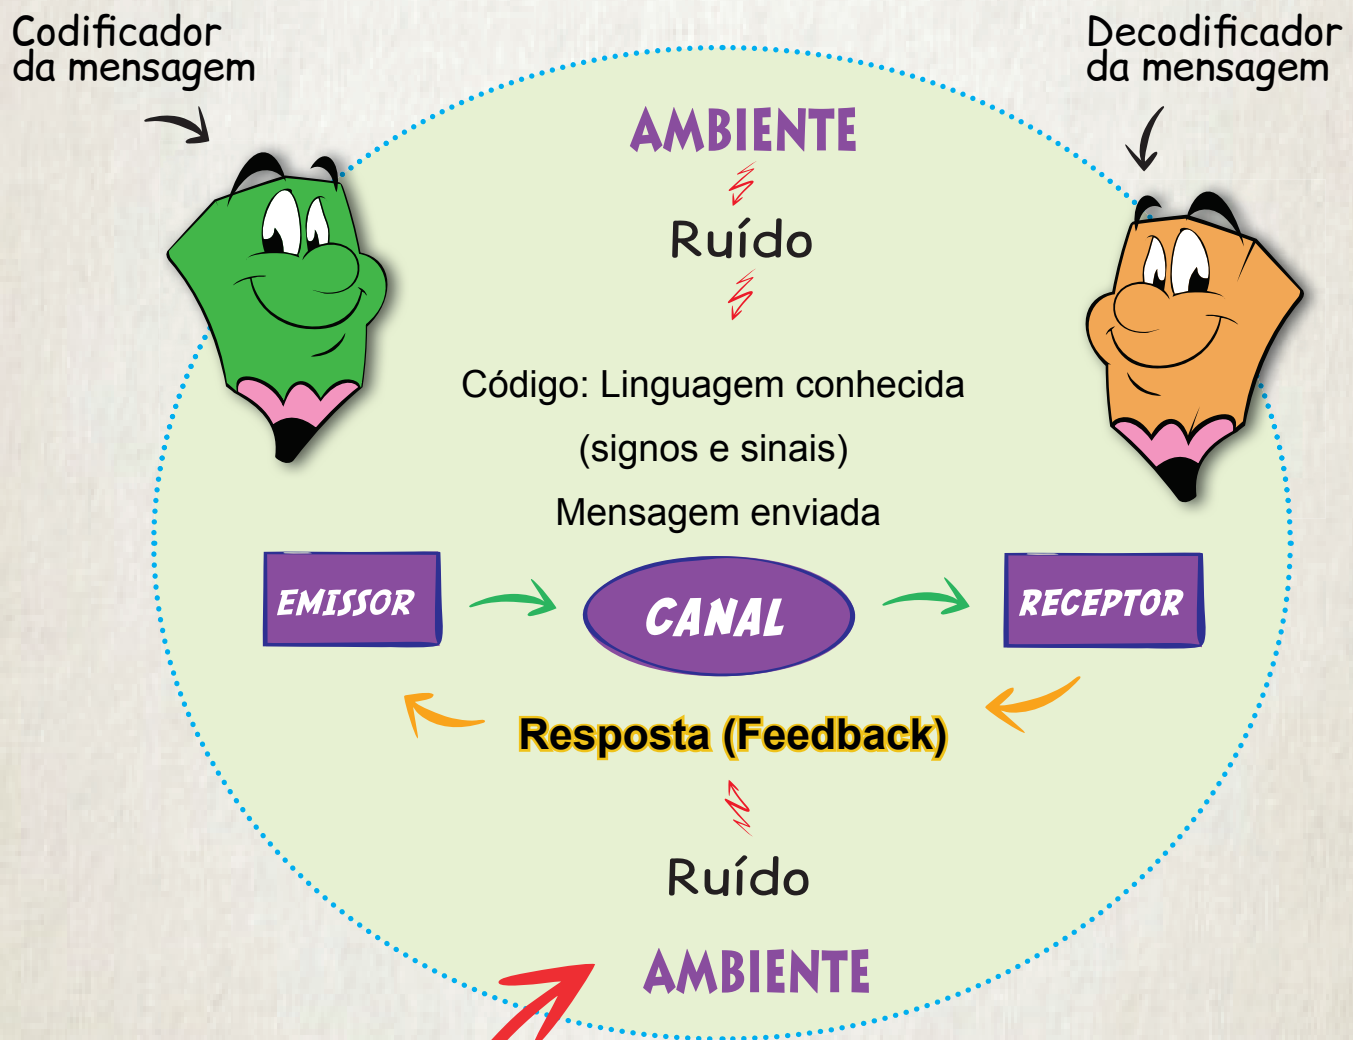 Codificador
da mensagem
Decodificador
da mensagem
AMBIENTE
Ruído
Código: Linguagem conhecida
(signos e sinais)
Mensagem enviada
EMISSOR
CANAL
RECEPTOR
Resposta (Feedback)
Ruído
AMBIENTE